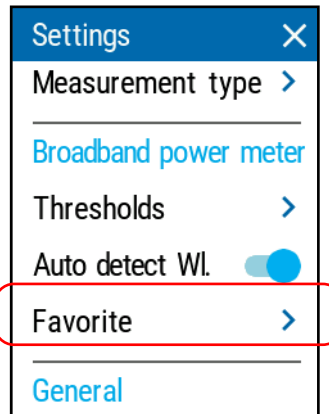 Settings
Measurement type
Broadband power meter
Thresholds
Auto detect Wl.
Favorite
General